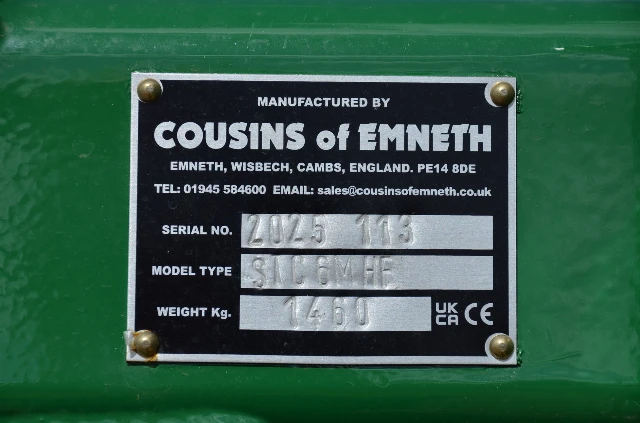 MANUFACTURED BY
COUSINS of EMNETH
EMNETH, WISBECH, CAMBS, ENGLAND. PE14 8DE
TEL: 01945 584600 EMAIL: sales@cousinsofemneth.co.uk
SERIAL NO. 2025 113
MODEL TYPE
WEIGHT Kg. 1460 UK CA CE